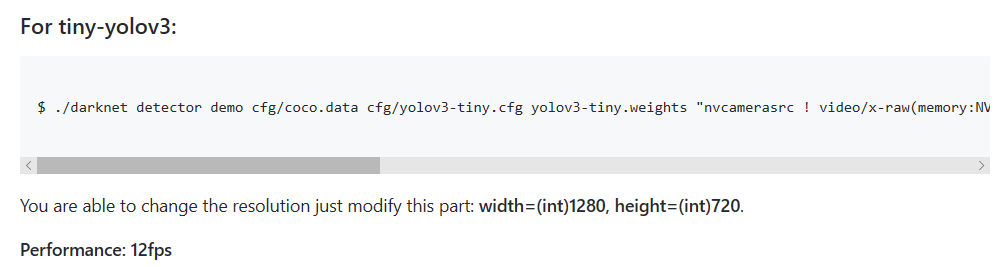 For tiny-yolov3:
$ ./darknet detector demo cfg/coco.data cfg/yolov3-tiny.cfg yolov3-tiny.weights "nvcamerasrc ! video/x-raw(memory:NV
You are able to change the resolution just modify this part: width=(int)1280, height=(int)720.
Performance: 12fps